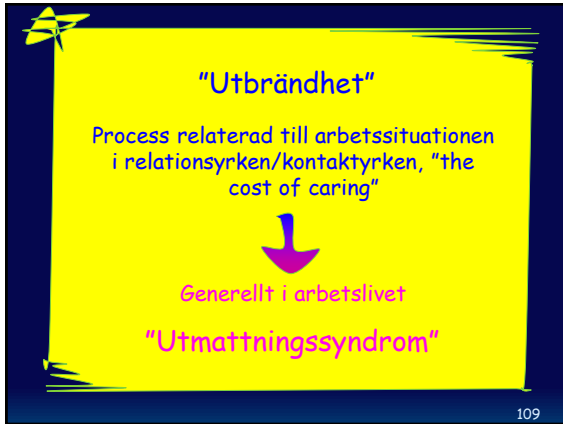 ”Utbrändhet”
Process relaterad till arbetssituationen
i relationsyrken/kontaktyrken, ”the
cost of caring”
Generellt i arbetslivet
”Utmattningssyndrom”
109